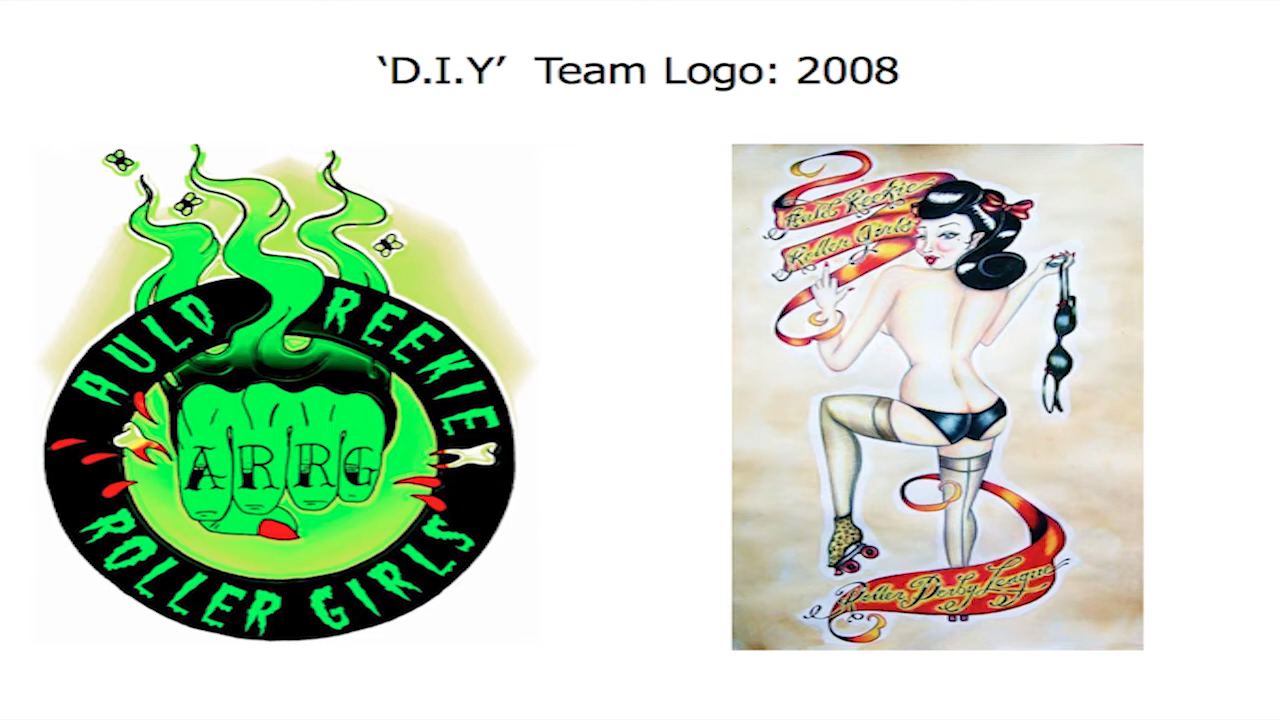 ‘D.I.Y’ Team Logo: 2008
AULD REEKIE
ARRG
ROLLER GIRLS
Auld Reekie
Roller Girls
Roller Derby League